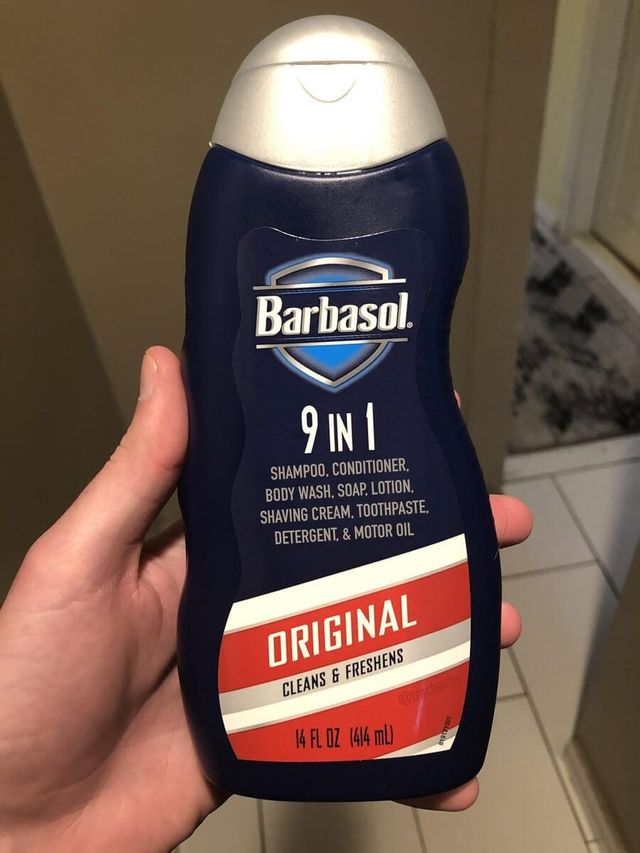 Barbasol®
9 IN 1
SHAMPOO, CONDITIONER,
BODY WASH, SOAP, LOTION,
SHAVING CREAM, TOOTHPASTE,
DETERGENT, & MOTOR OIL
ORIGINAL
CLEANS & FRESHENS
14 FL OZ (414 mL)